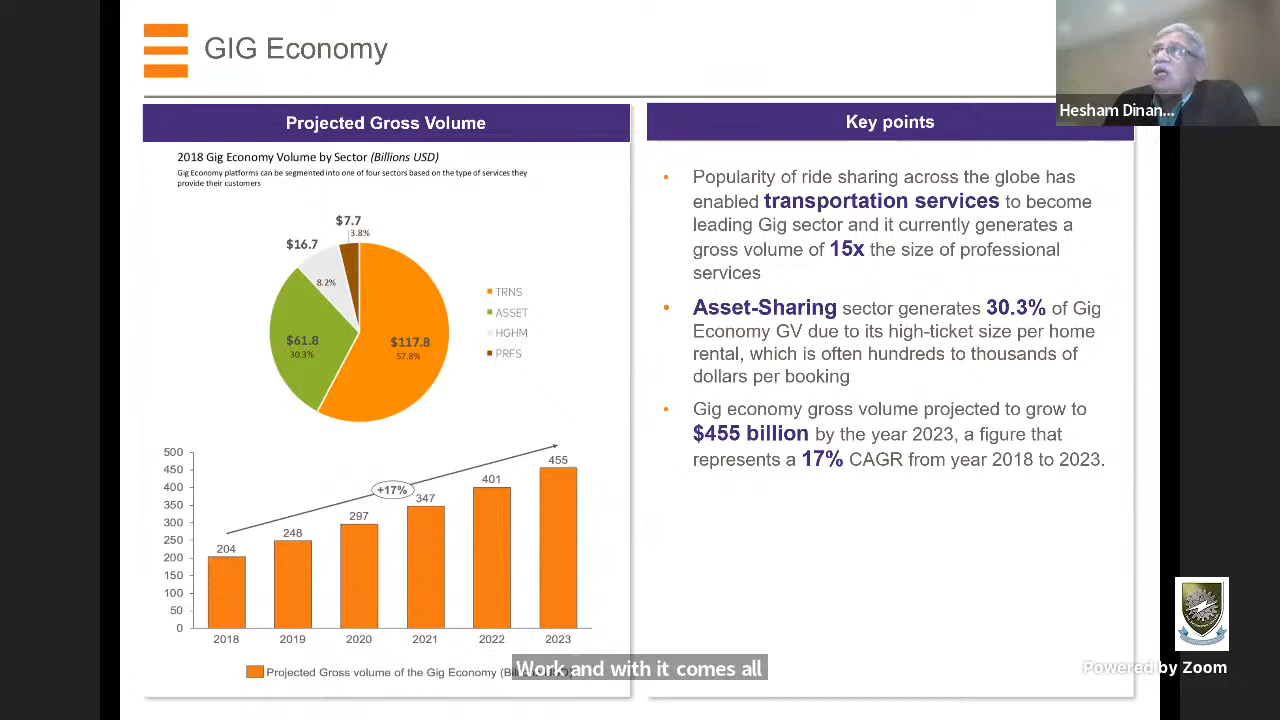 GIG Economy
Hesham Dinan...
Projected Gross Volume
2018 Gig Economy Volume by Sector (Billions USD)
Gig Economy platforms can be segmented into one of four sectors based on the type of services they
provide their customers
$7.7
3.8%
$16.7
8.2%
$61.8
30.3%
$117.8
57.8%
TRNS
ASSET
HGHM
PRFS
500
450
400
350
300
250
200
150
100
50
0
+17%
204
248
297
347
401
455
2018
2019
2020
2021
2022
2023
Projected Gross volume of the Gig Economy
Key points
• Popularity of ride sharing across the globe has
enabled transportation services to become
leading Gig sector and it currently generates a
gross volume of 15x the size of professional
services
• Asset-Sharing sector generates 30.3% of Gig
Economy GV due to its high-ticket size per home
rental, which is often hundreds to thousands of
dollars per booking
• Gig economy gross volume projected to grow to
$455 billion by the year 2023, a figure that
represents a 17% CAGR from year 2018 to 2023.
Work and with it comes all
Powered by Zoom